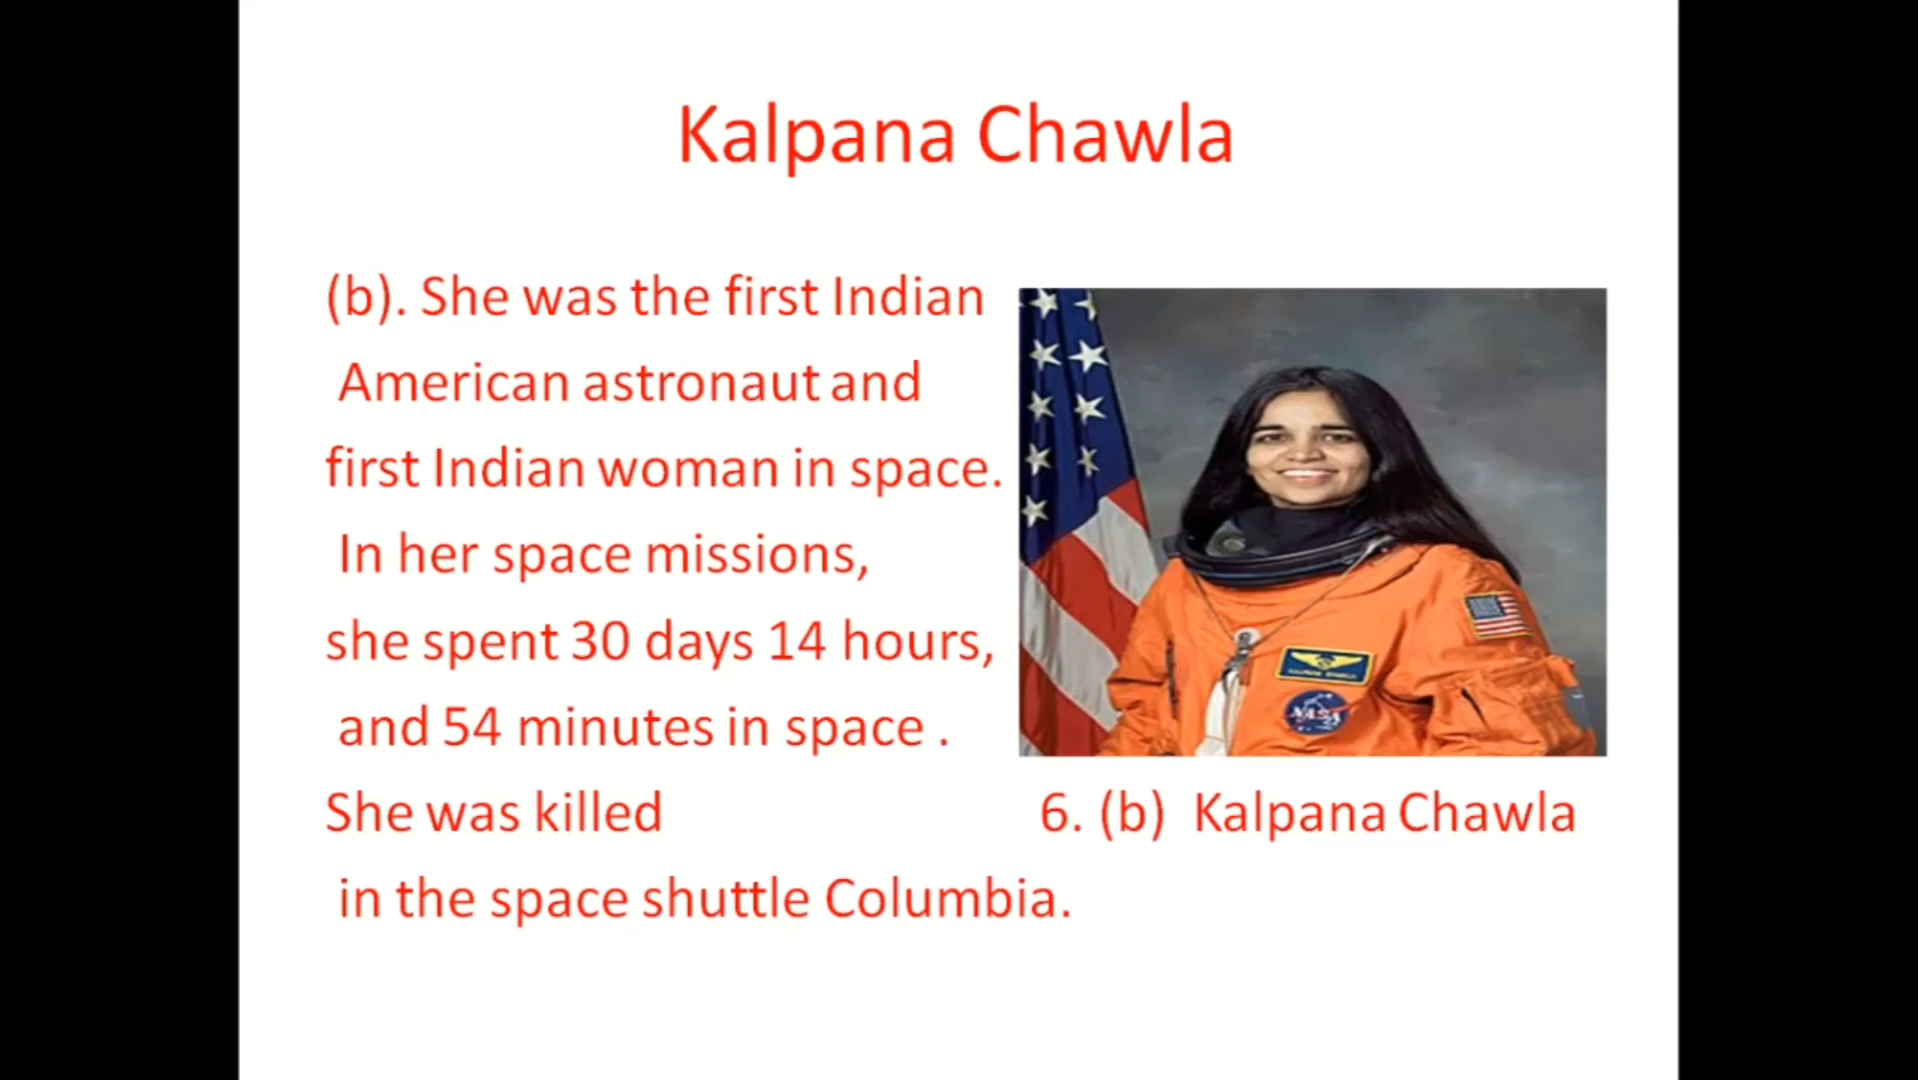 Kalpana Chawla
(b). She was the first Indian
American astronaut and
first Indian woman in space.
In her space missions,
she spent 30 days 14 hours,
and 54 minutes in space .
She was killed
in the space shuttle Columbia.
NASA
6. (b) Kalpana Chawla